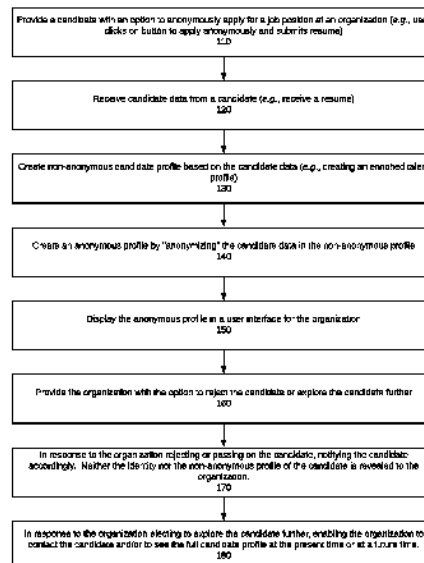 Provide a candidate with an option to anonymously apply for a job position at an organization (e.g., use
clicks on button to apply anonymously and submits resume)
110
Receive candidate data from a candidate (e.g., receive a resume)
120
Create non-anonymous candidate profile based on the candidate data (e.g., creating an enriched talen
profile)
130
Create an anonymous profile by "anonymizing" the candidate data in the non-anonymous profile
140
Display the anonymous profile in a user interface for the organization
150
Provide the organization with the option to reject the candidate or explore the candidate further
160
In response to the organization rejecting or passing on the candidate, notifying the candidate
accordingly. Neither the identity nor the non-anonymous profile of the candidate is revealed to the
organization.
170
In response to the organization electing to explore the candidate further, enabling the organization to
contact the candidate and/or to see the full candidate profile at the present time or at a future time.
180